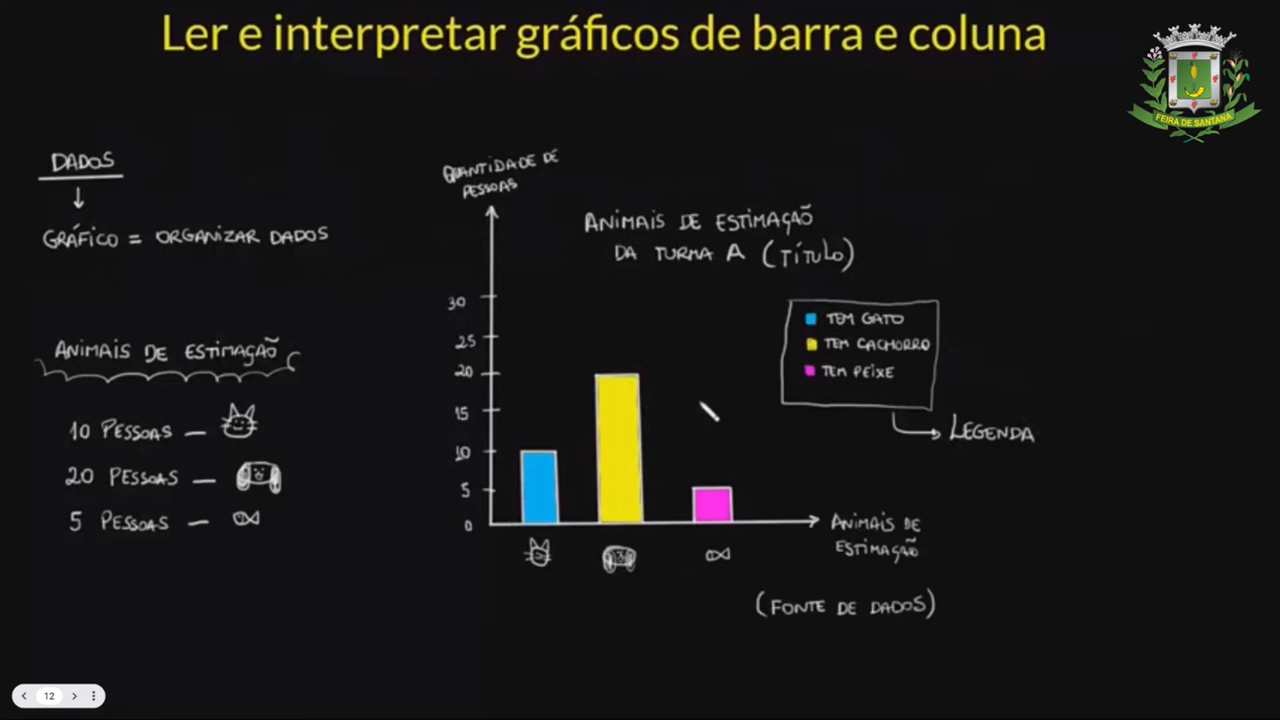 Ler e interpretar gráficos de barra e coluna
FEIRA DE SANTANA
DADOS
GRÁFICO = ORGANIZAR DADOS
ANIMAIS DE ESTIMAÇÃO
10 PESSOAS —
20 PESSOAS —
5 PESSOAS —
QUANTIDADE DE
PESSOAS
ANIMAIS DE ESTIMAÇÃO
DA TURMA A (TÍTULO)
30
25
20
15
10
5
0
TEM GATO
TEM CACHORRO
TEM PEIXE
LEGENDA
ANIMAIS DE
ESTIMAÇÃO
(FONTE DE DADOS)
12